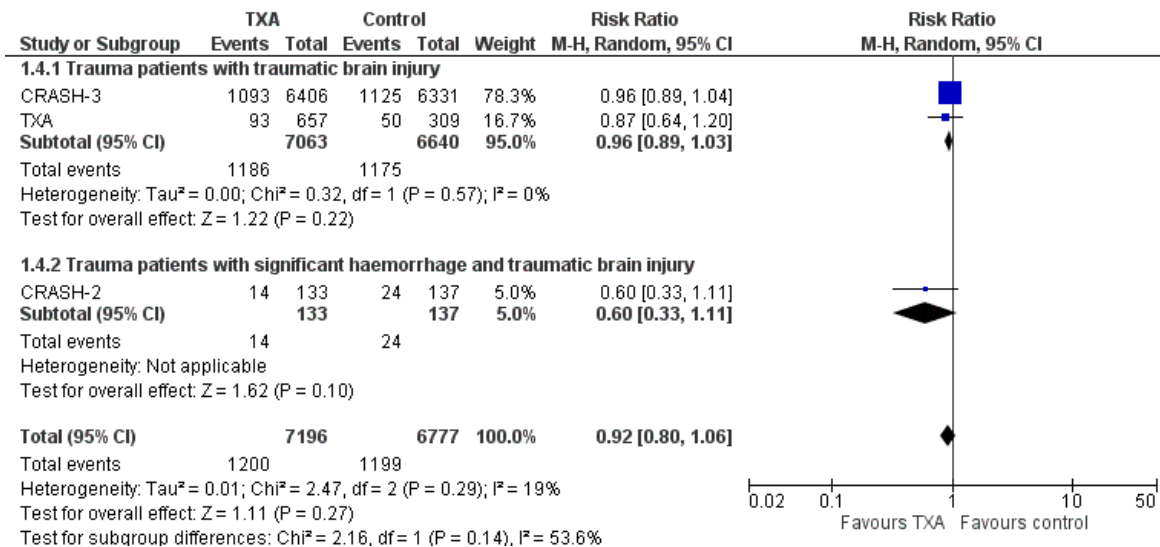 TXA Control Risk Ratio Risk Ratio
Study or Subgroup Events Total Events Total Weight M-H, Random, 95% CI M-H, Random, 95% CI
1.4.1 Trauma patients with traumatic brain injury
CRASH-3 1093 6406 1125 6331 78.3% 0.96 [0.89, 1.04]
TXA 93 657 50 309 16.7% 0.87 [0.64, 1.20]
Subtotal (95% CI) 7063 6640 95.0% 0.96 [0.89, 1.03]
Total events 1186 1175
Heterogeneity: Tau² = 0.00; Chi² = 0.32, df = 1 (P = 0.57); I² = 0%
Test for overall effect: Z = 1.22 (P = 0.22)
1.4.2 Trauma patients with significant haemorrhage and traumatic brain injury
CRASH-2 14 133 24 137 5.0% 0.60 [0.33, 1.11]
Subtotal (95% CI) 133 137 5.0% 0.60 [0.33, 1.11]
Total events 14 24
Heterogeneity: Not applicable
Test for overall effect: Z = 1.62 (P = 0.10)
Total (95% CI) 7196 6777 100.0% 0.92 [0.80, 1.06]
Total events 1200 1199
Heterogeneity: Tau² = 0.01; Chi² = 2.47, df = 2 (P = 0.29); I² = 19%
Test for overall effect: Z = 1.11 (P = 0.27)
Test for subgroup differences: Chi² = 2.16, df = 1 (P = 0.14), I² = 53.6%
0.02 0.1 1 10 50
Favours TXA Favours control